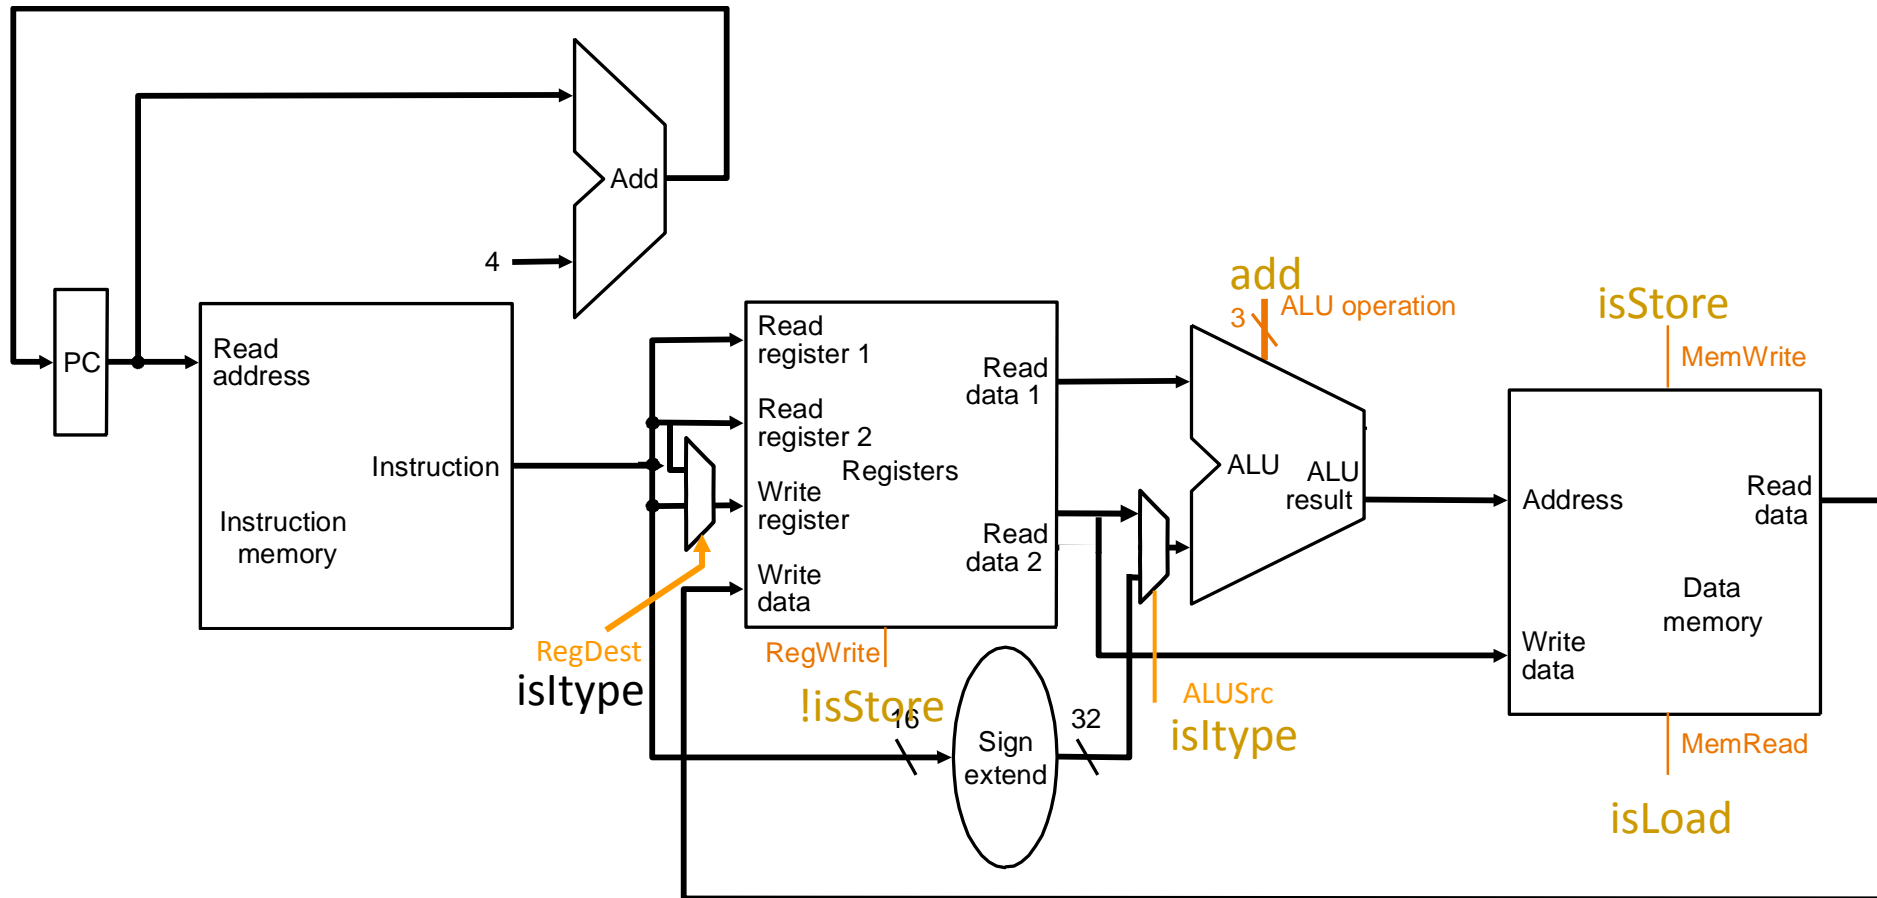 Add
4
add
3
ALU operation
isStore
MemWrite
PC
Read
address
Instruction
Instruction
memory
Read
register 1
Read
register 2
Registers
Write
register
Write
data
Read
data 1
Read
data 2
ALU
ALU
result
Address
Read
data
Data
memory
Write
data
RegDest
isItype
RegWrite
!isStore
16
Sign
extend
32
ALUSrc
isItype
MemRead
isLoad